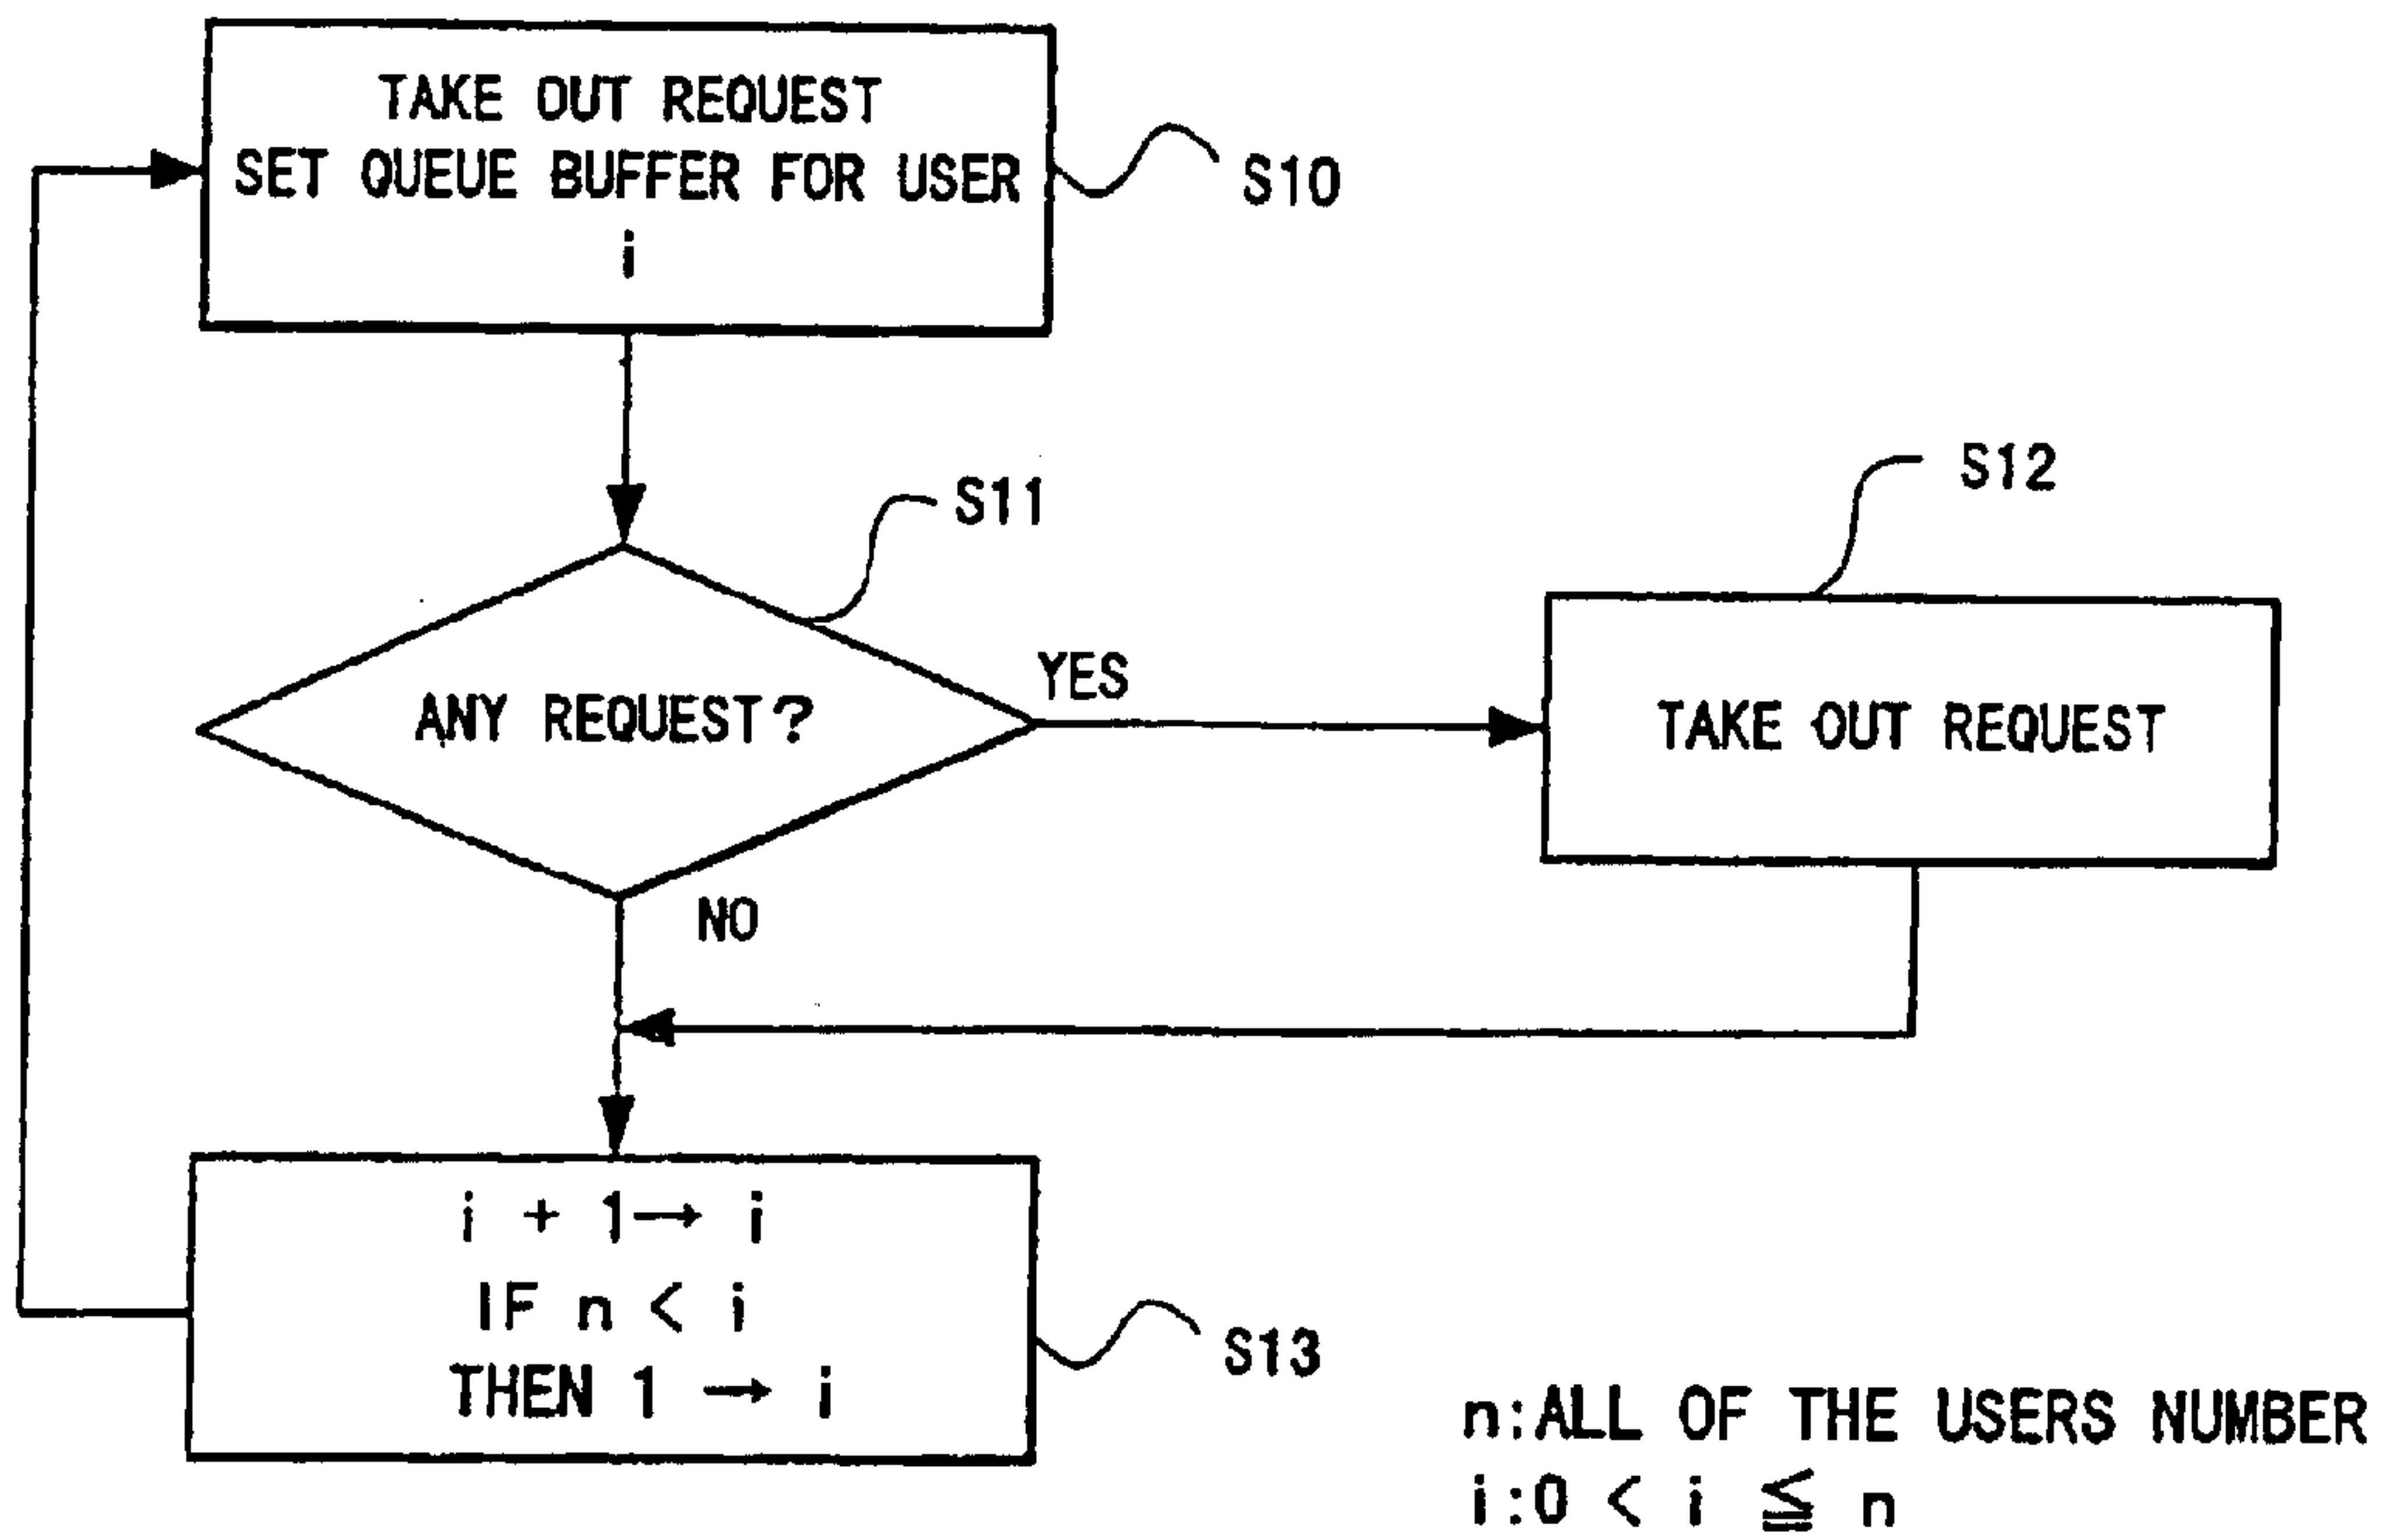 TAKE OUT REQUEST
SET QUEUE BUFFER FOR USER
i
S10
S11
S12
ANY REQUEST?
YES
TAKE OUT REQUEST
NO
i + 1→ i
IF n < i
THEN 1 → i
S13
n:ALL OF THE USERS NUMBER
i:0 < i ≦ n